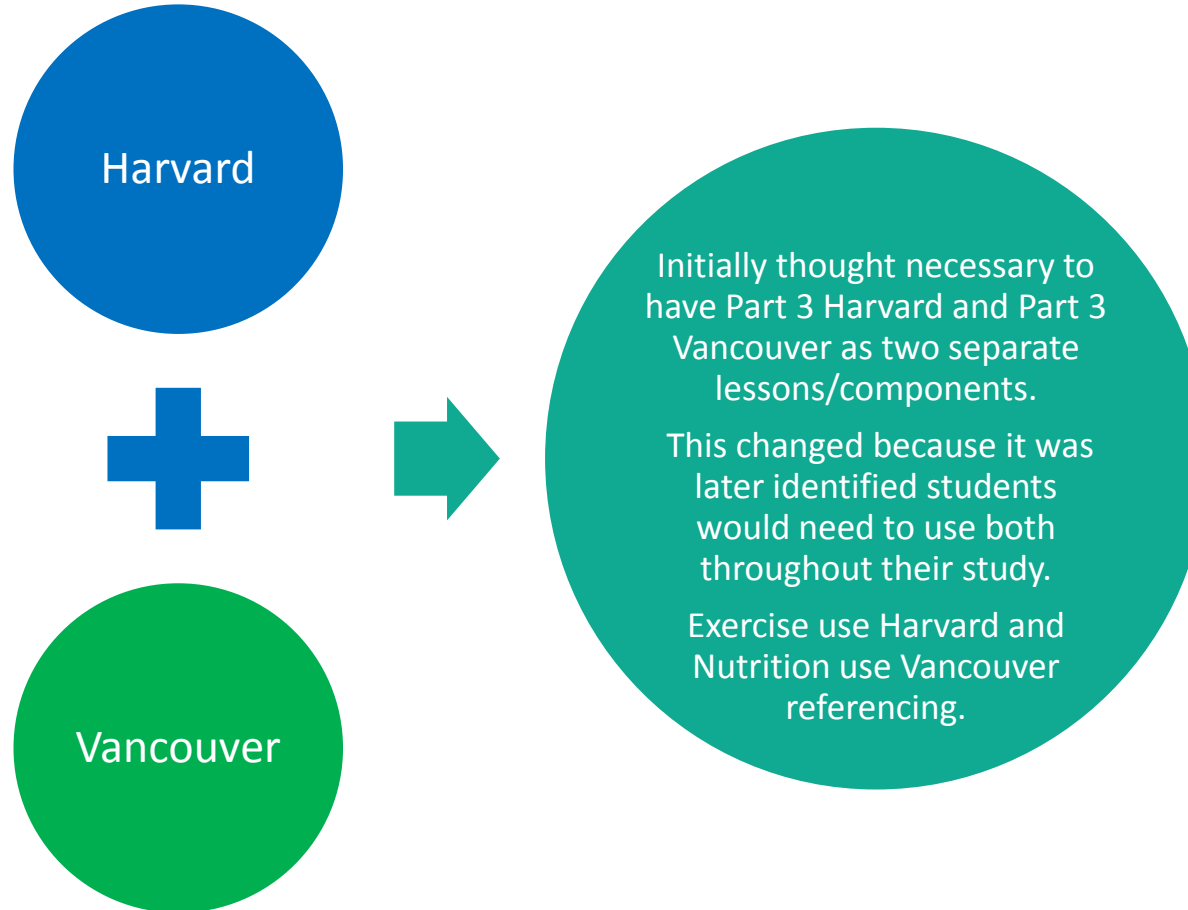 Harvard
Vancouver
Initially thought necessary to
have Part 3 Harvard and Part 3
Vancouver as two separate
lessons/components.
This changed because it was
later identified students
would need to use both
throughout their study.
Exercise use Harvard and
Nutrition use Vancouver
referencing.